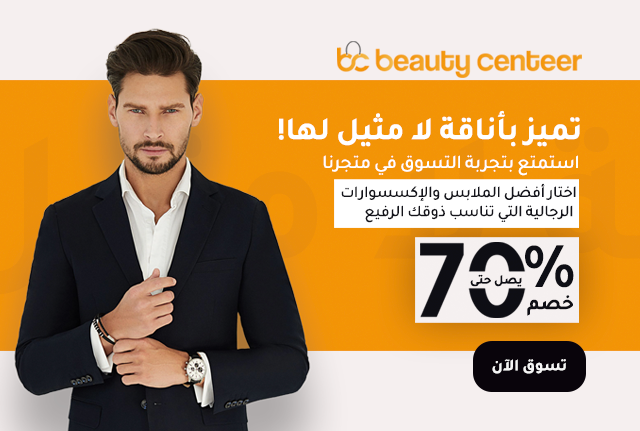 bc beauty centeer
تميز بأناقة لا مثيل لها!
استمتع بتجربة التسوق في متجرنا
اختار أفضل الملابس والإكسسوارات
الرجالية التي تناسب ذوقك الرفيع
خصم يصل حتى 70%
تسوق الآن